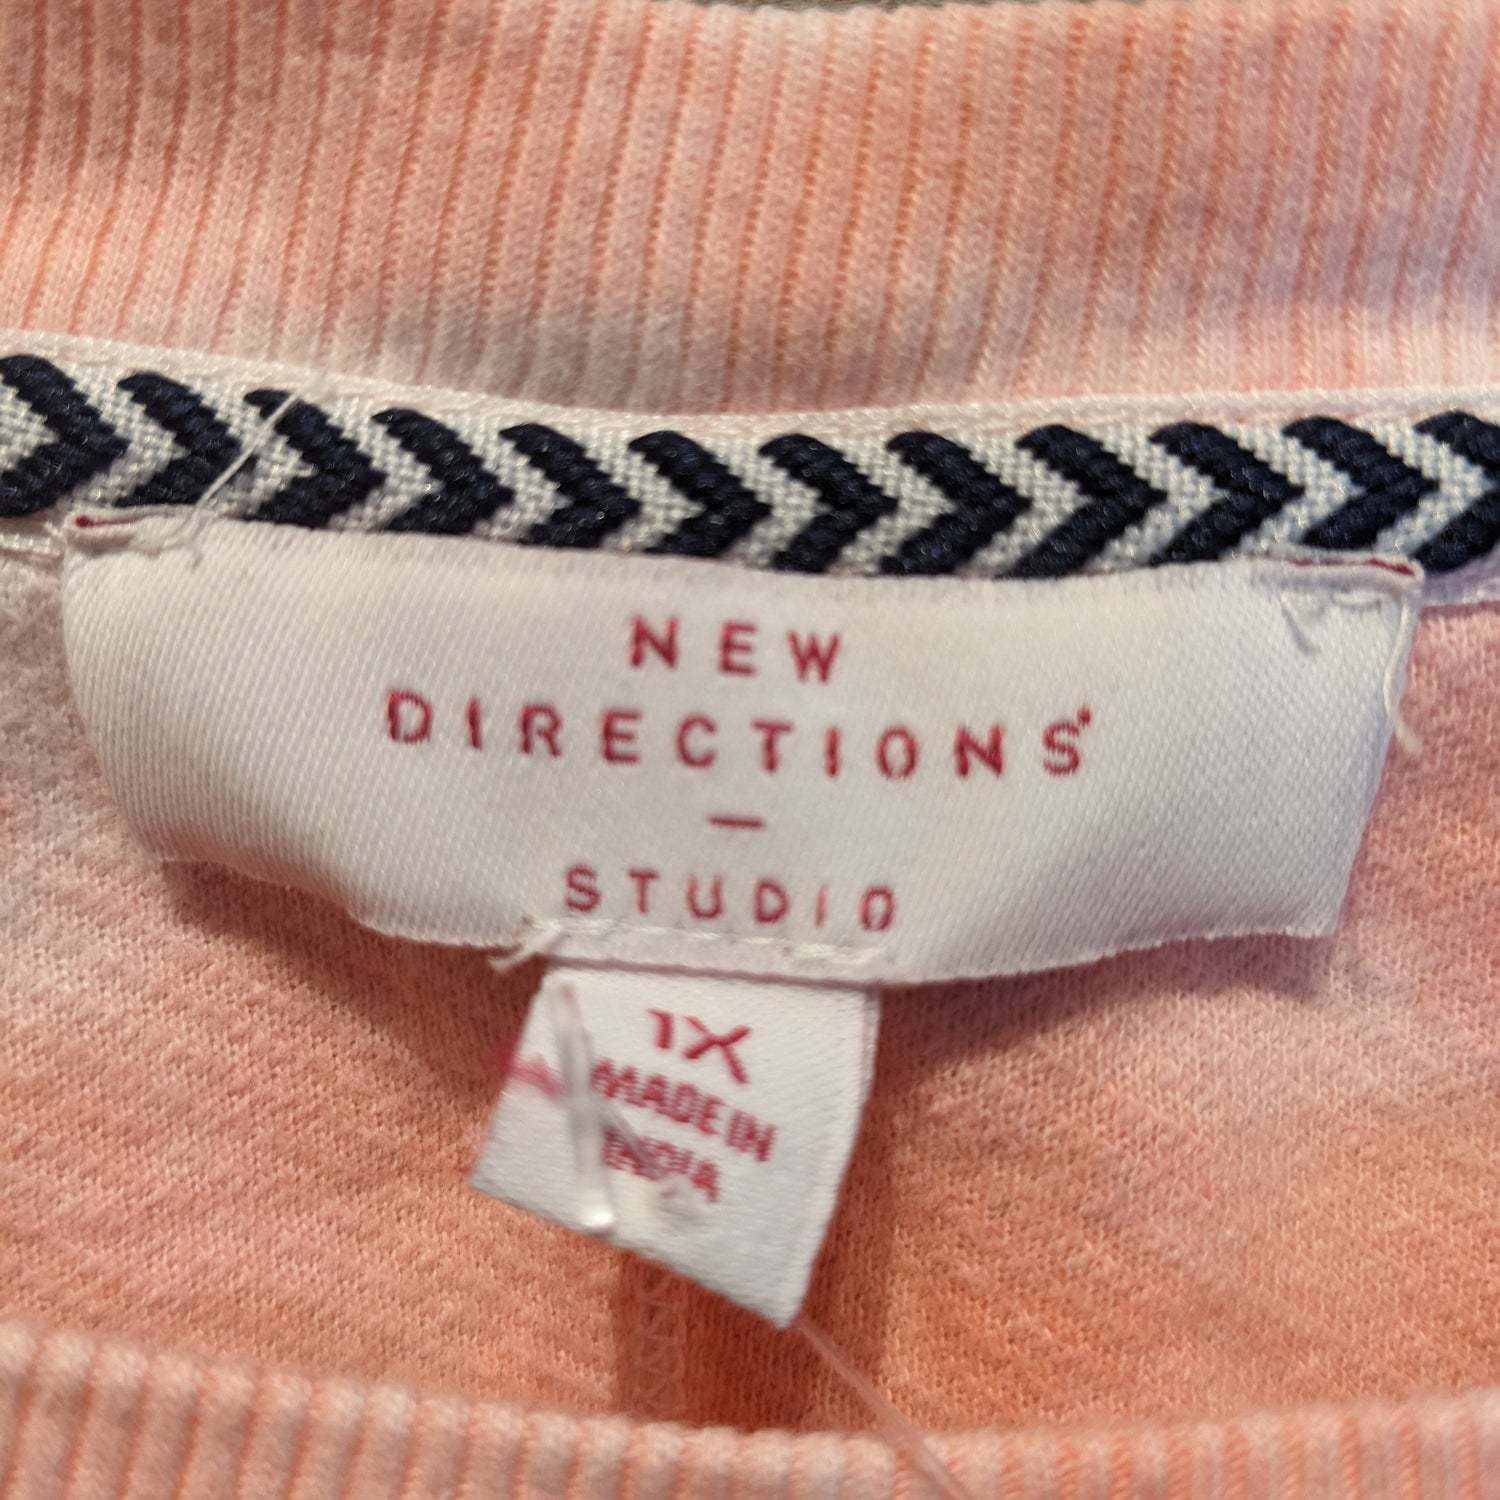 NEW
DIRECTIONS
—
STUDIO
1X
MADE IN
INDIA